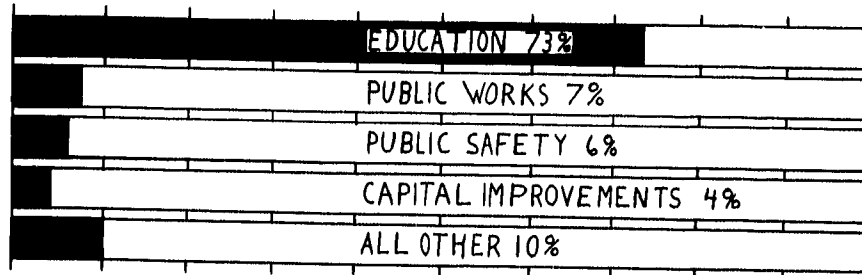 EDUCATION 73%
PUBLIC WORKS 7%
PUBLIC SAFETY 6%
CAPITAL IMPROVEMENTS 4%
ALL OTHER 10%